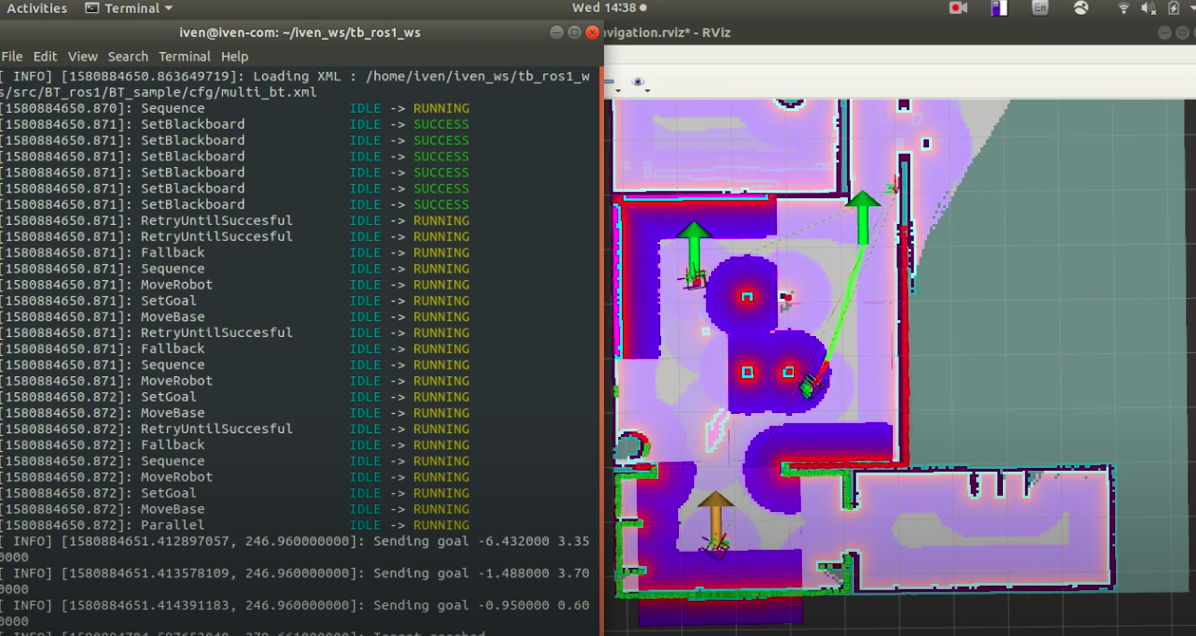 Activities Terminal Wed 14:38 En
iven@iven-com: ~/iven_ws/tb_ros1_ws
avigation.rviz* - RViz
File Edit View Search Terminal Help
[ INFO] [1580884650.863649719]: Loading XML : /home/iven/iven_ws/tb_ros1_w
s/src/BT_ros1/BT_sample/cfg/multi_bt.xml
[1580884650.870]: Sequence IDLE -> RUNNING
[1580884650.871]: SetBlackboard IDLE -> SUCCESS
[1580884650.871]: SetBlackboard IDLE -> SUCCESS
[1580884650.871]: SetBlackboard IDLE -> SUCCESS
[1580884650.871]: SetBlackboard IDLE -> SUCCESS
[1580884650.871]: SetBlackboard IDLE -> SUCCESS
[1580884650.871]: SetBlackboard IDLE -> SUCCESS
[1580884650.871]: RetryUntilSuccesful IDLE -> RUNNING
[1580884650.871]: RetryUntilSuccesful IDLE -> RUNNING
[1580884650.871]: Fallback IDLE -> RUNNING
[1580884650.871]: Sequence IDLE -> RUNNING
[1580884650.871]: MoveRobot IDLE -> RUNNING
[1580884650.871]: SetGoal IDLE -> RUNNING
[1580884650.871]: MoveBase IDLE -> RUNNING
[1580884650.871]: RetryUntilSuccesful IDLE -> RUNNING
[1580884650.871]: Fallback IDLE -> RUNNING
[1580884650.871]: Sequence IDLE -> RUNNING
[1580884650.871]: MoveRobot IDLE -> RUNNING
[1580884650.871]: SetGoal IDLE -> RUNNING
[1580884650.872]: MoveBase IDLE -> RUNNING
[1580884650.872]: RetryUntilSuccesful IDLE -> RUNNING
[1580884650.872]: Fallback IDLE -> RUNNING
[1580884650.872]: Sequence IDLE -> RUNNING
[1580884650.872]: MoveRobot IDLE -> RUNNING
[1580884650.872]: SetGoal IDLE -> RUNNING
[1580884650.872]: MoveBase IDLE -> RUNNING
[1580884650.872]: Parallel IDLE -> RUNNING
[ INFO] [1580884651.412897057, 246.960000000]: Sending goal -6.432000 3.35
0000
[ INFO] [1580884651.413578109, 246.960000000]: Sending goal -1.488000 3.70
0000
[ INFO] [1580884651.414391183, 246.960000000]: Sending goal -0.950000 0.60
0000